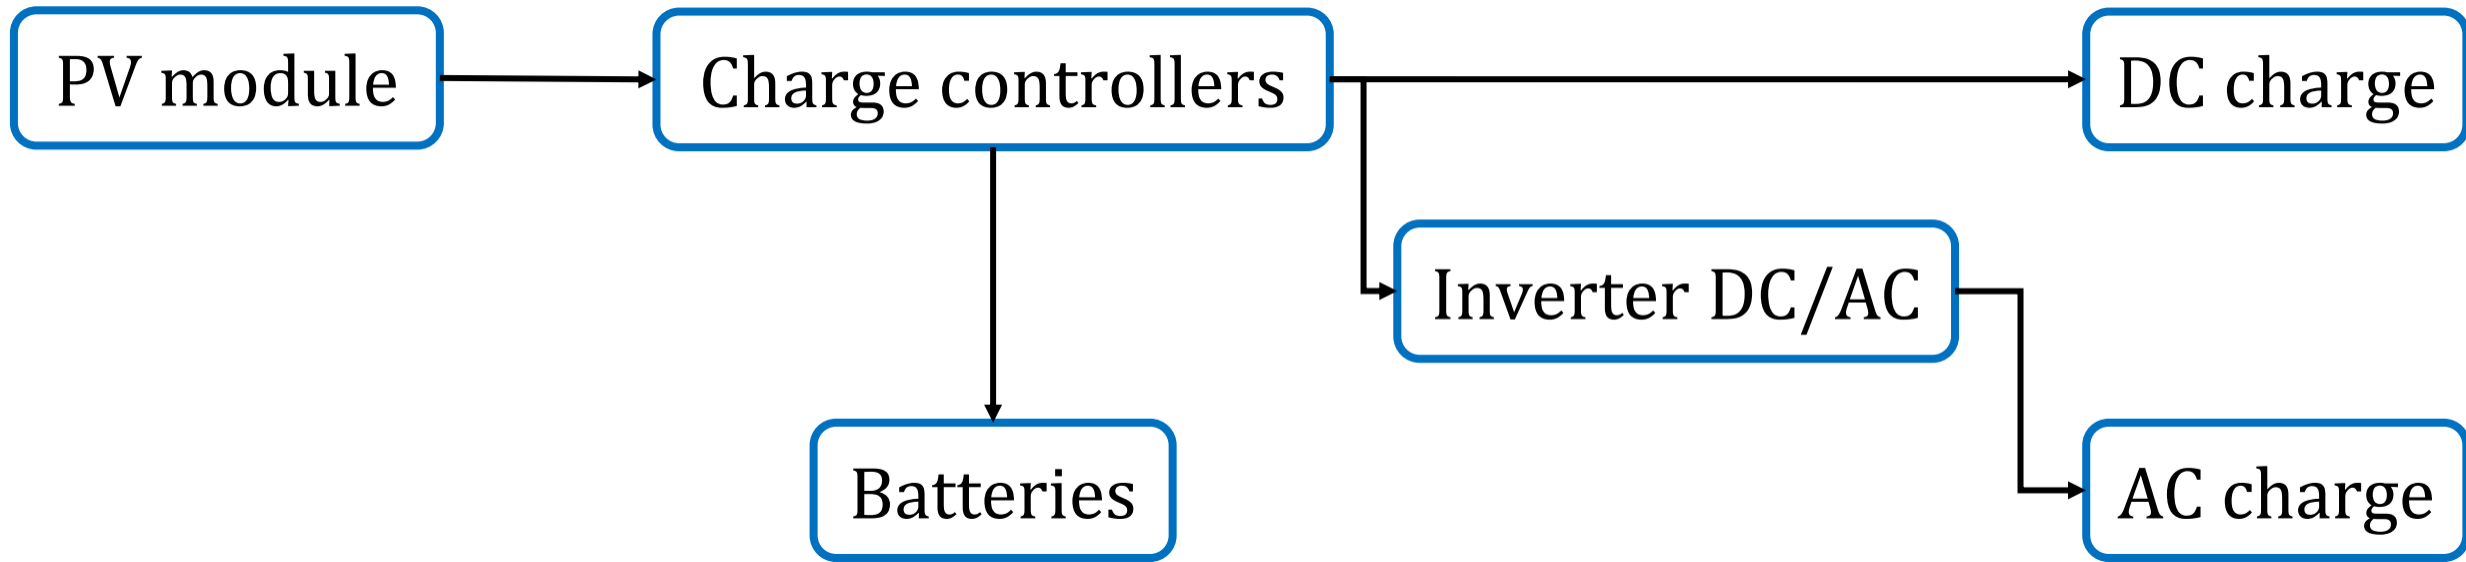 PV module
Charge controllers
DC charge
Inverter DC/AC
Batteries
AC charge